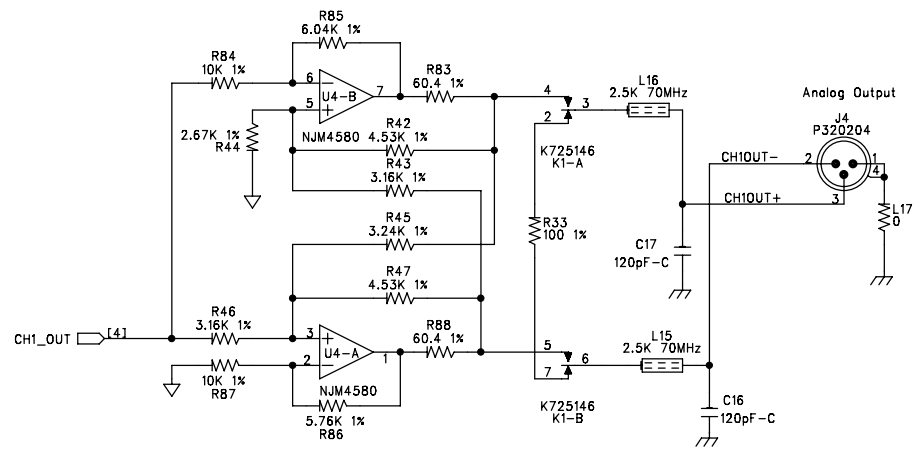 R85
6.04K 1%
R84
10K 1%
6
5
U4-B
7
R83
60.4 1%
NJM4580
2.67K 1%
R44
R42
4.53K 1%
R43
3.16K 1%
R45
3.24K 1%
R47
4.53K 1%
CH1_OUT
[4]
R46
3.16K 1%
3
2
U4-A
1
R88
60.4 1%
10K 1%
R87
NJM4580
5.76K 1%
R86
4
3
2
K725146
K1-A
R33
100 1%
5
6
7
K725146
K1-B
L16
2.5K 70MHz
C17
120pF-C
L15
2.5K 70MHz
C16
120pF-C
Analog Output
J4
P320204
CH1OUT-
2
1
4
CH1OUT+
3
L17
0